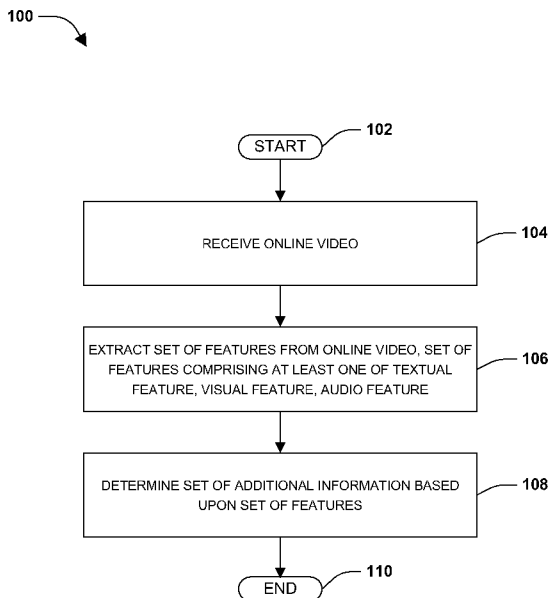 100
START
102
RECEIVE ONLINE VIDEO
104
EXTRACT SET OF FEATURES FROM ONLINE VIDEO, SET OF
FEATURES COMPRISING AT LEAST ONE OF TEXTUAL
FEATURE, VISUAL FEATURE, AUDIO FEATURE
106
DETERMINE SET OF ADDITIONAL INFORMATION BASED
UPON SET OF FEATURES
108
END
110